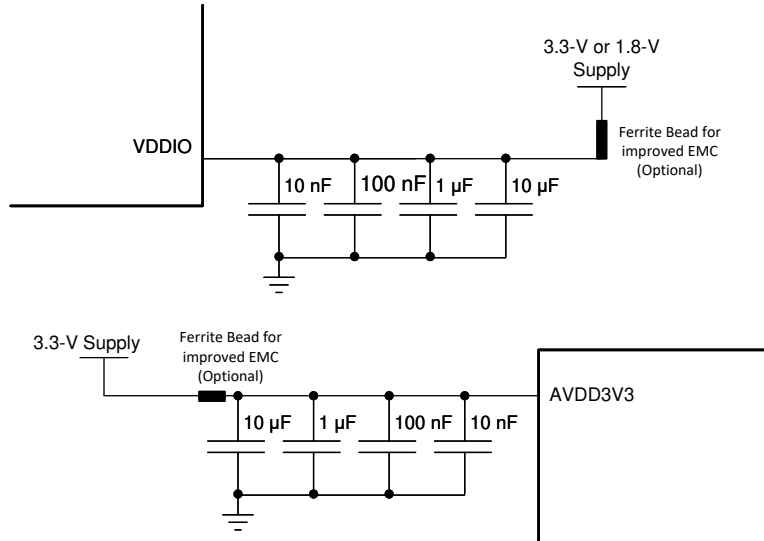 3.3-V or 1.8-V
Supply
VDDIO
Ferrite Bead for
improved EMC
(Optional)
10 nF
100 nF
1 µF
10 µF
3.3-V Supply
Ferrite Bead for
improved EMC
(Optional)
AVDD3V3
10 µF
1 µF
100 nF
10 nF